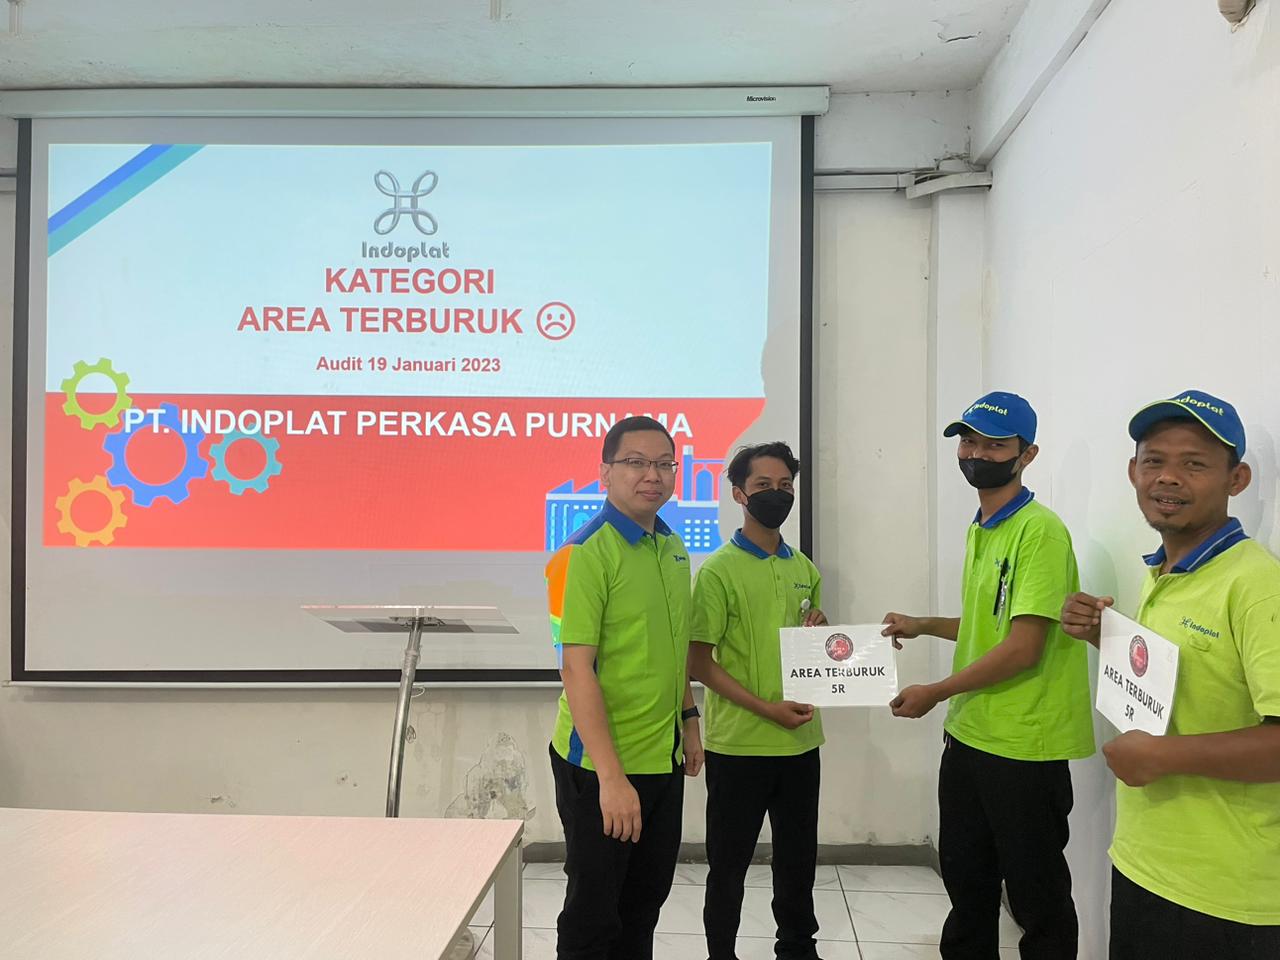 Microvision
Indoplat
KATEGORI
AREA TERBURUK
Audit 19 Januari 2023
PT. INDOPLAT PERKASA PURNAMA
Indoplat
Indoplat
AREA TERBURUK
5R
Indoplat
AREA TERBURUK
5R